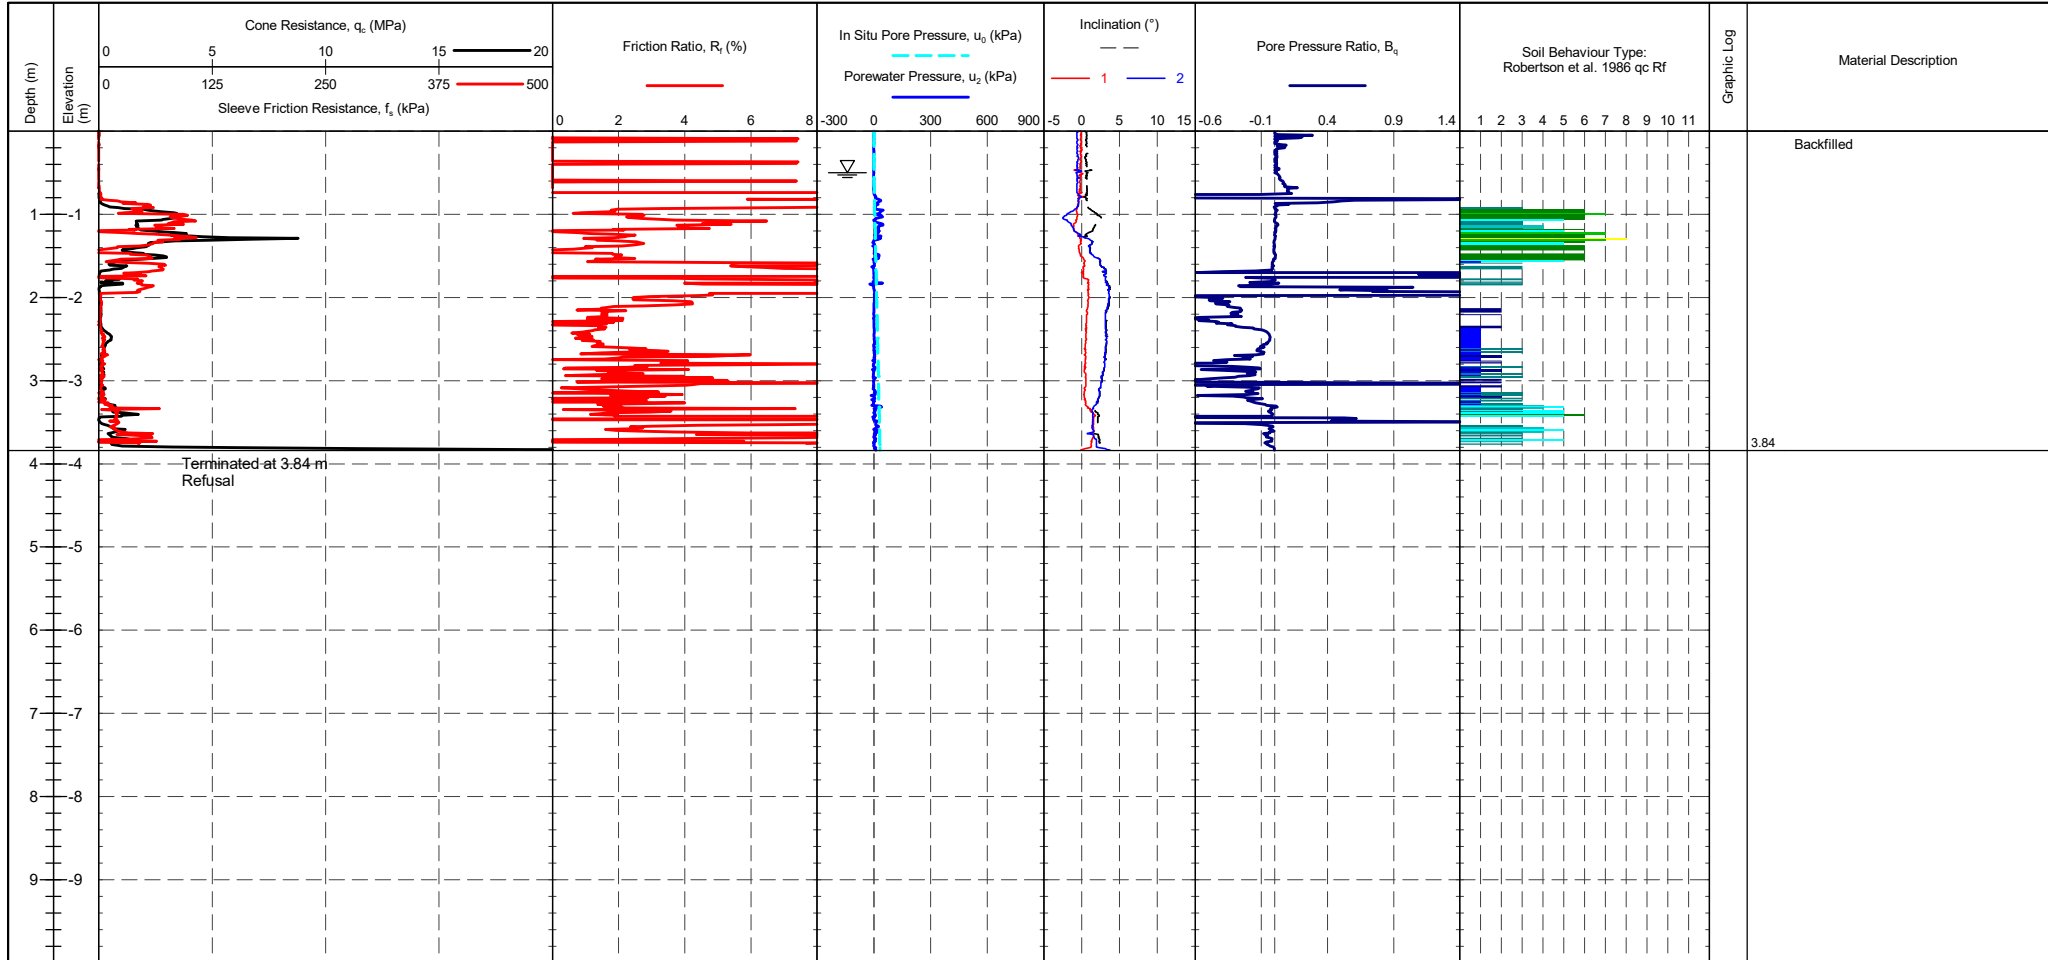 Depth (m)
Elevation
(m)
Cone Resistance, qc (MPa)
0 5 10 15 20
0 125 250 375 500
Sleeve Friction Resistance, fs (kPa)
Friction Ratio, Rf (%)
0 2 4 6 8
In Situ Pore Pressure, u0 (kPa)
Porewater Pressure, u2 (kPa)
-300 0 300 600 900
Inclination (°)
1 2
-5 0 5 10 15
Pore Pressure Ratio, Bq
-0.6 -0.1 0.4 0.9 1.4
Soil Behaviour Type:
Robertson et al. 1986 qc Rf
1 2 3 4 5 6 7 8 9 10 11
Graphic Log
Material Description
Backfilled
1 -1
2 -2
3 -3
3.84
4 -4
Terminated at 3.84 m
Refusal
5 -5
6 -6
7 -7
8 -8
9 -9